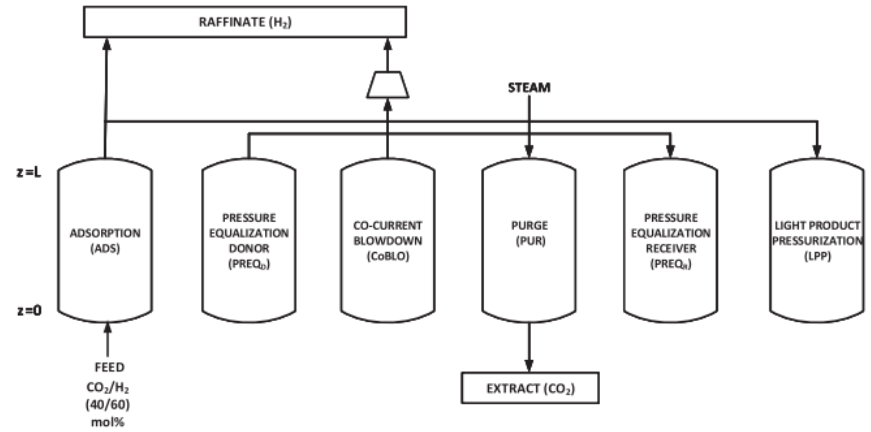 RAFFINATE (H₂)
STEAM
z=L
z=0
ADSORPTION
(ADS)
PRESSURE
EQUALIZATION
DONOR
(PREQ_D)
CO-CURRENT
BLOWDOWN
(CoBLO)
PURGE
(PUR)
PRESSURE
EQUALIZATION
RECEIVER
(PREQ_R)
LIGHT PRODUCT
PRESSURIZATION
(LPP)
FEED
CO₂/H₂
(40/60)
mol%
EXTRACT (CO₂)